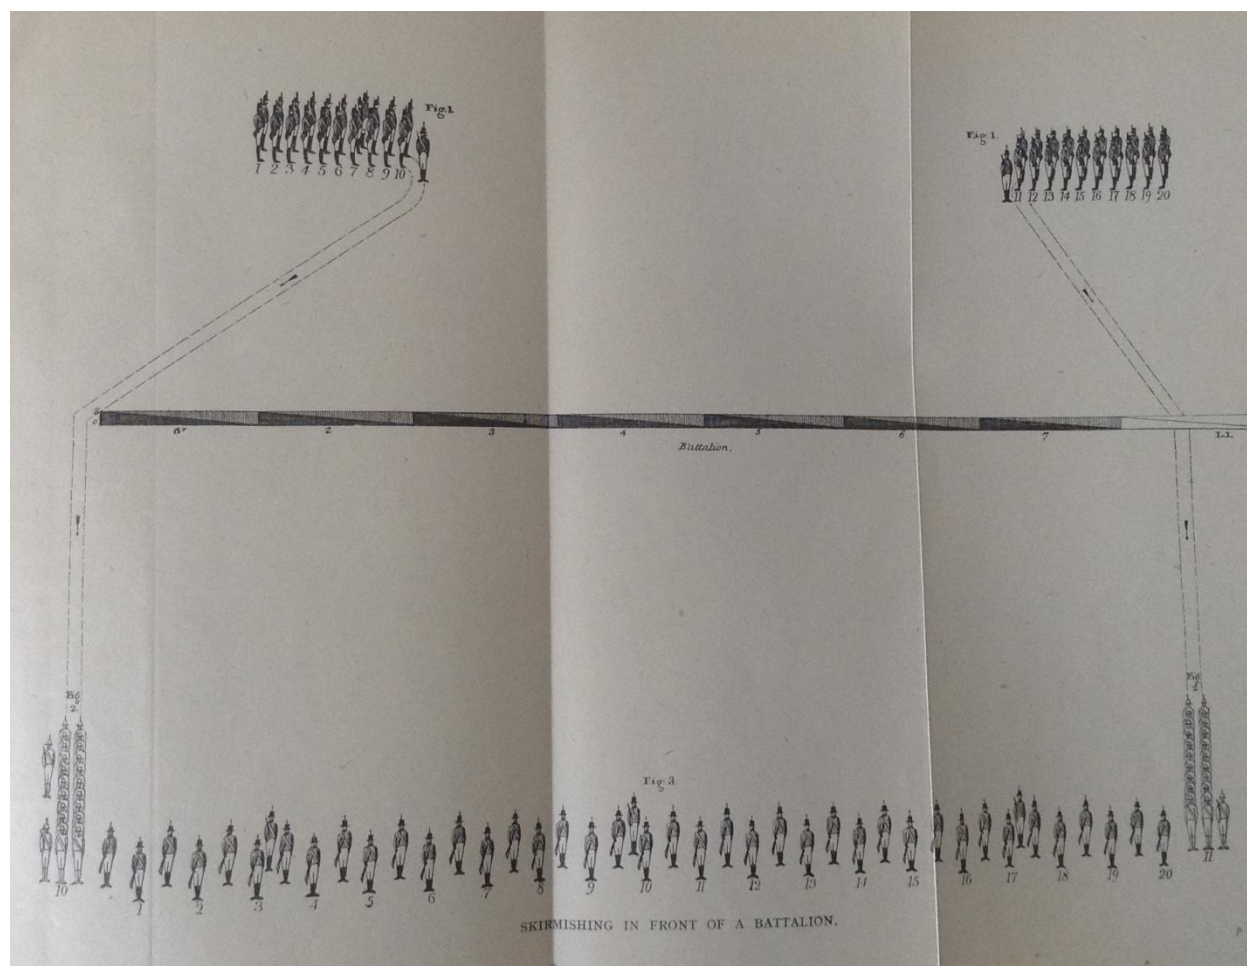 Fig.1
1 2 3 4 5 6 7 8 9 10
Fig 1.
11 12 13 14 15 16 17 18 19 20
2 3 4 5 6 7
L.I.
Battalion.
Fig
2.
Fig
Fig 3.
10
1 2 3 4 5 6 7 8 9 10 11 12 13 14 15 16 17 18 19 20
11
SKIRMISHING IN FRONT OF A BATTALION.